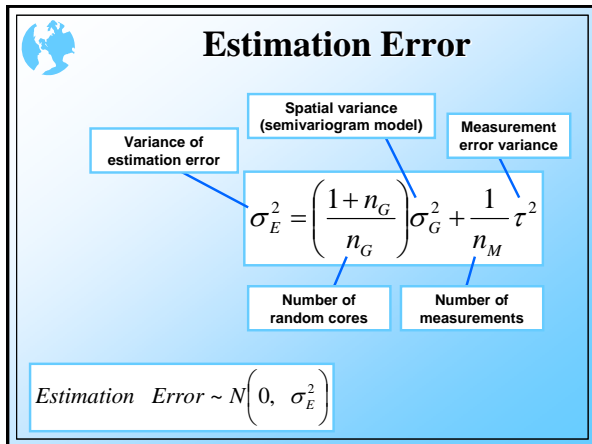 Estimation Error
Spatial variance
(semivariogram model)
Measurement
error variance
Variance of
estimation error
σ_E^2 = ((1 + n_G) / n_G) σ_G^2 + (1 / n_M) τ^2
Number of
random cores
Number of
measurements
Estimation Error ~ N(0, σ_E^2)